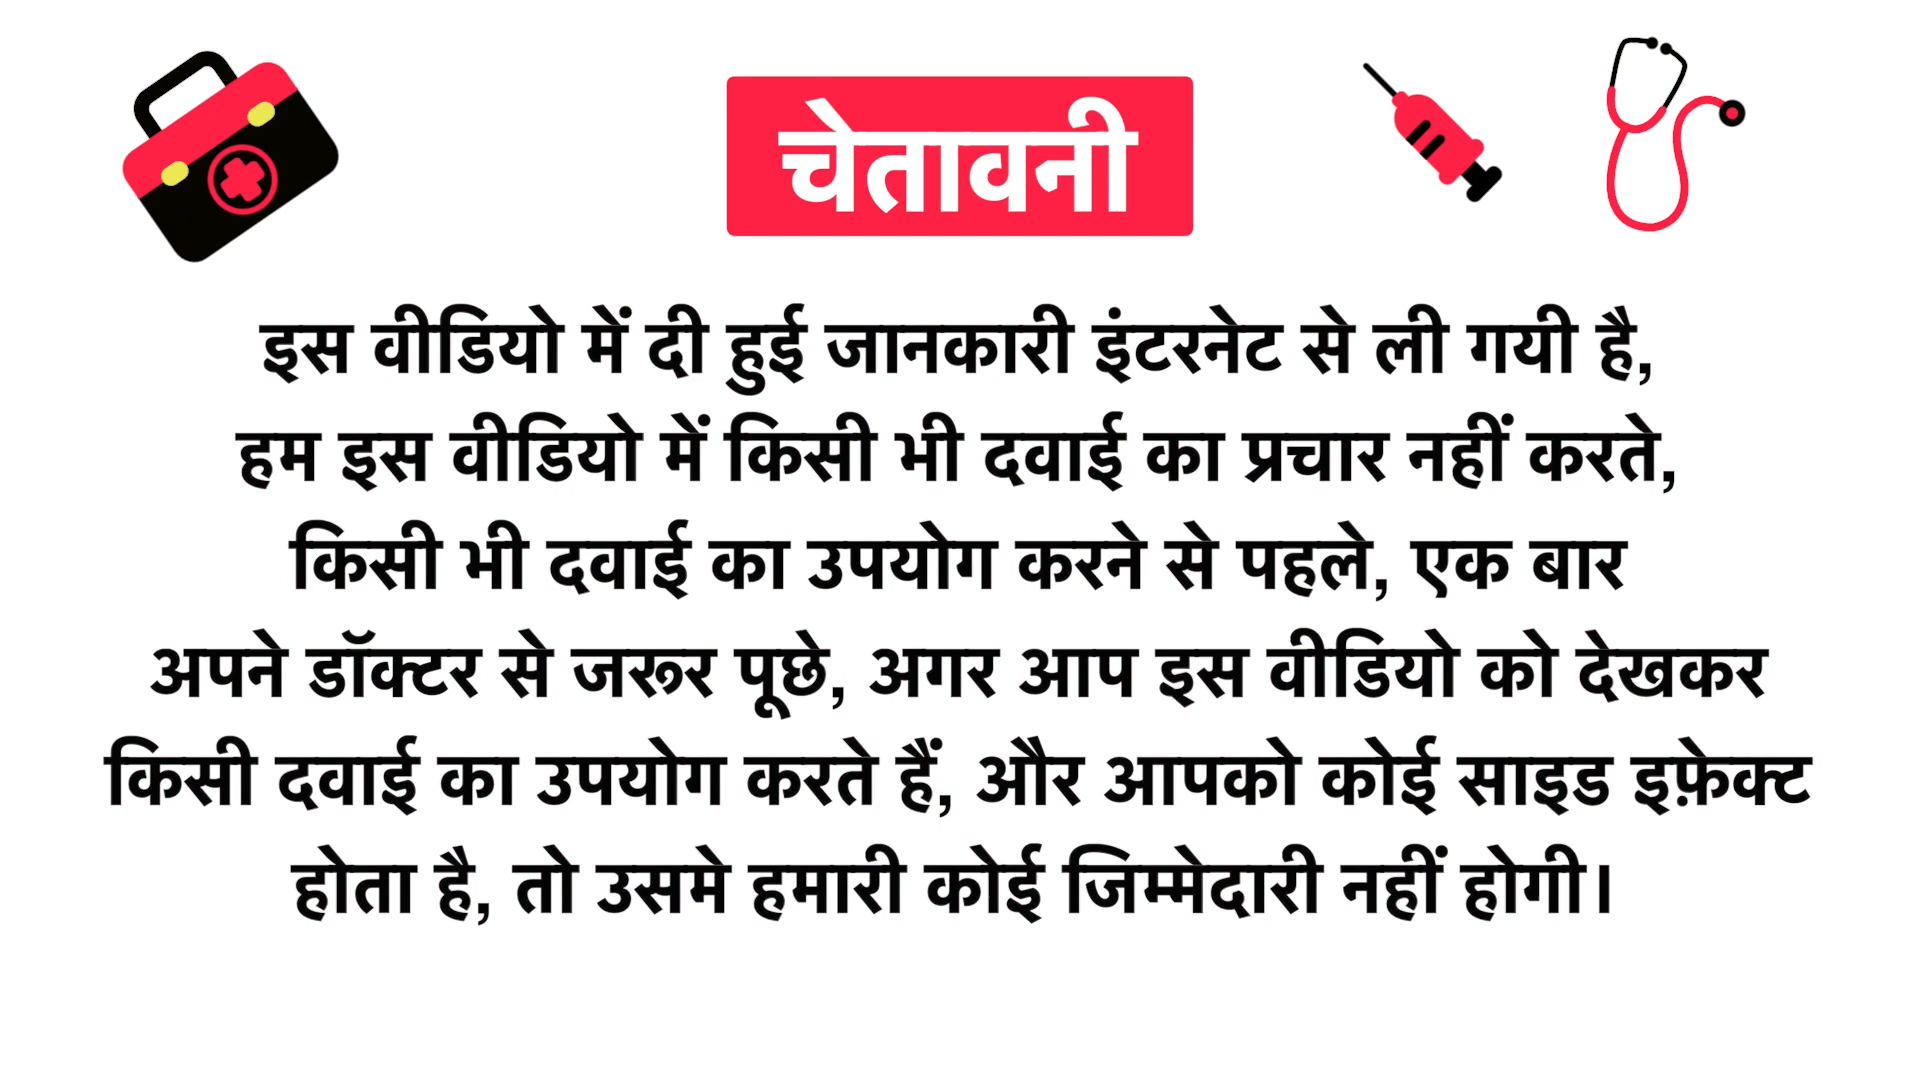 चेतावनी
इस वीडियो में दी हुई जानकारी इंटरनेट से ली गयी है,
हम इस वीडियो में किसी भी दवाई का प्रचार नहीं करते,
किसी भी दवाई का उपयोग करने से पहले, एक बार
अपने डॉक्टर से जरूर पूछे, अगर आप इस वीडियो को देखकर
किसी दवाई का उपयोग करते हैं, और आपको कोई साइड इफ़ेक्ट
होता है, तो उसमे हमारी कोई जिम्मेदारी नहीं होगी।